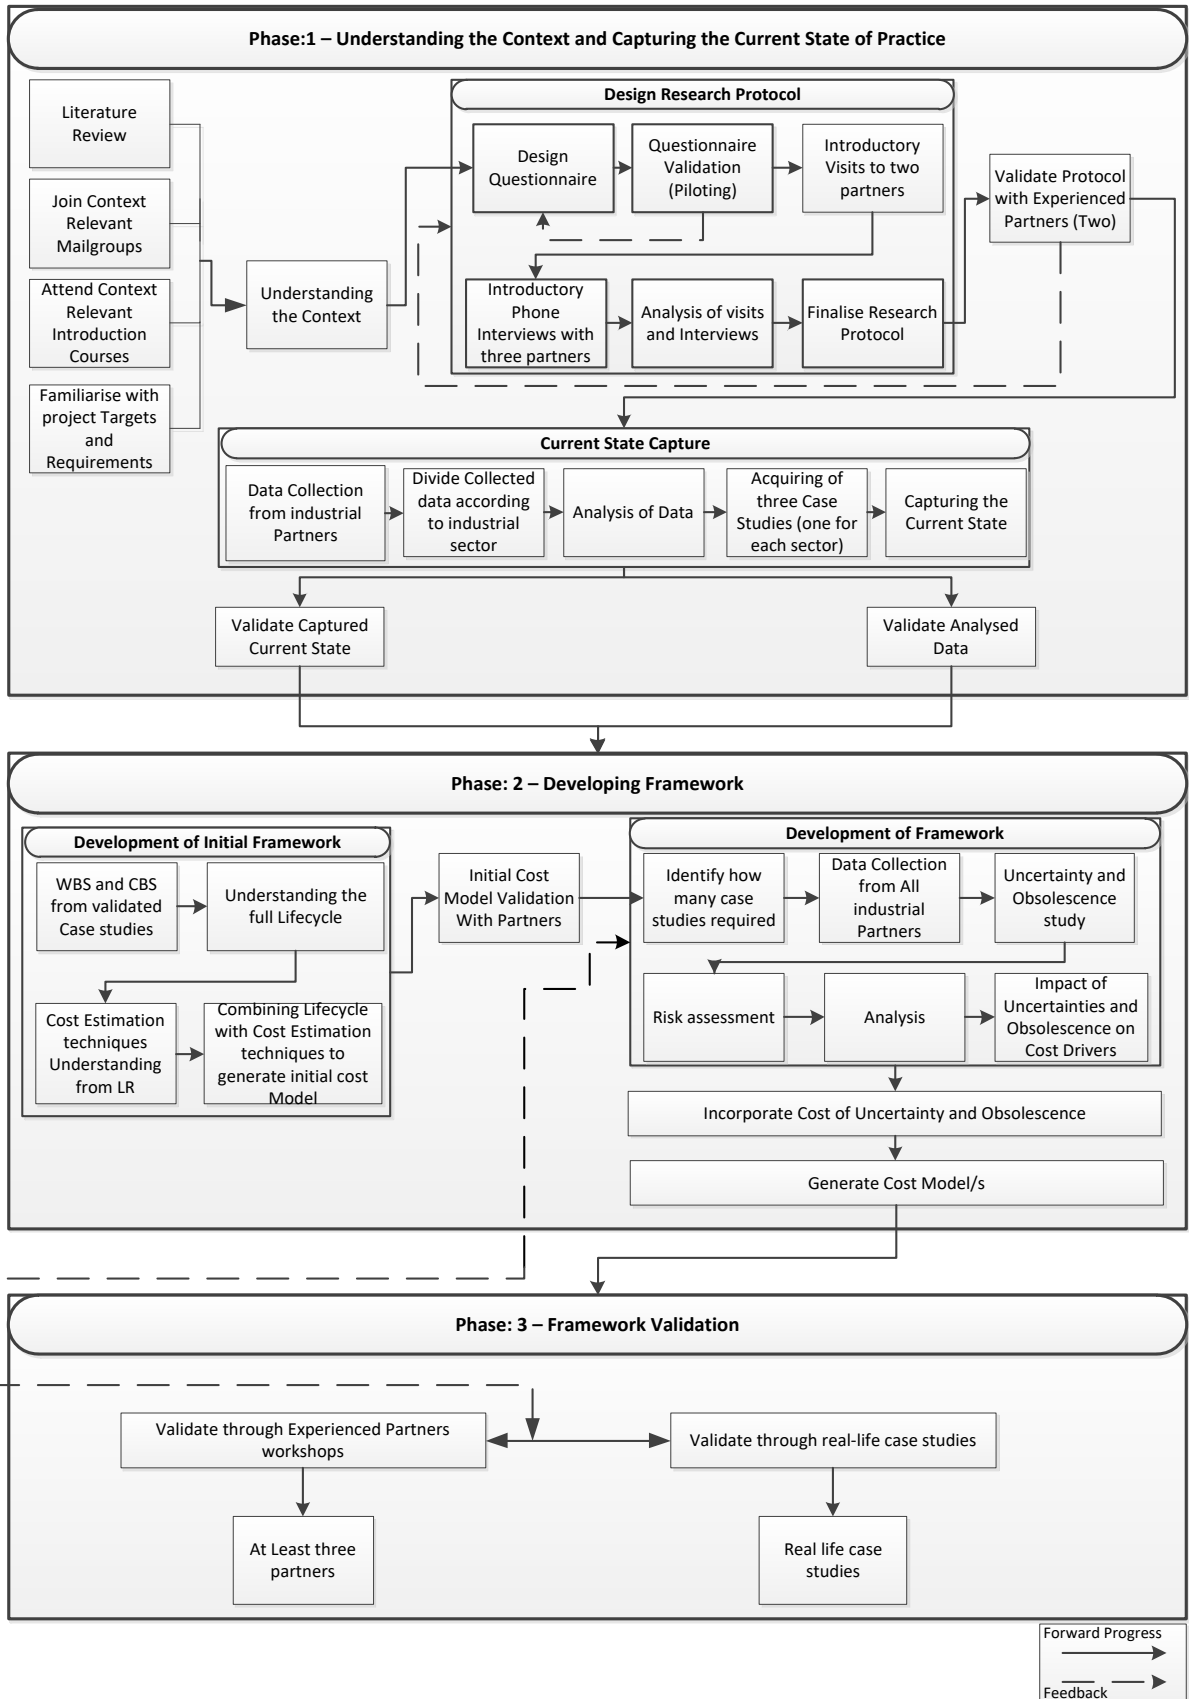 Phase:1 – Understanding the Context and Capturing the Current State of Practice
Literature
Review
Join Context
Relevant
Mailgroups
Attend Context
Relevant
Introduction
Courses
Familiarise with
project Targets
and
Requirements
Understanding
the Context
Design Research Protocol
Design
Questionnaire
Questionnaire
Validation
(Piloting)
Introductory
Visits to two
partners
Introductory
Phone
Interviews with
three partners
Analysis of visits
and Interviews
Finalise Research
Protocol
Validate Protocol
with Experienced
Partners (Two)
Current State Capture
Data Collection
from industrial
Partners
Divide Collected
data according
to industrial
sector
Analysis of Data
Acquiring of
three Case
Studies (one for
each sector)
Capturing the
Current State
Validate Captured
Current State
Validate Analysed
Data
Phase: 2 – Developing Framework
Development of Initial Framework
WBS and CBS
from validated
Case studies
Understanding the
full Lifecycle
Cost Estimation
techniques
Understanding
from LR
Combining Lifecycle
with Cost Estimation
techniques to
generate initial cost
Model
Initial Cost
Model Validation
With Partners
Development of Framework
Identify how
many case
studies required
Data Collection
from All
industrial
Partners
Uncertainty and
Obsolescence
study
Risk assessment
Analysis
Impact of
Uncertainties and
Obsolescence on
Cost Drivers
Incorporate Cost of Uncertainty and Obsolescence
Generate Cost Model/s
Phase: 3 – Framework Validation
Validate through Experienced Partners
workshops
Validate through real-life case studies
At Least three
partners
Real life case
studies
Forward Progress
Feedback